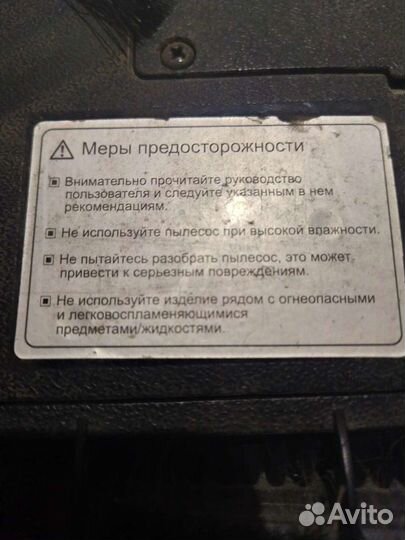 Меры предосторожности
Внимательно прочитайте руководство
пользователя и следуйте указанным в нем
рекомендациям.
Не используйте пылесос при высокой влажности.
Не пытайтесь разобрать пылесос, это может
привести к серьезным повреждениям.
Не используйте изделие рядом с огнеопасными
и легковоспламеняющимися
предметами/жидкостями.
Avito